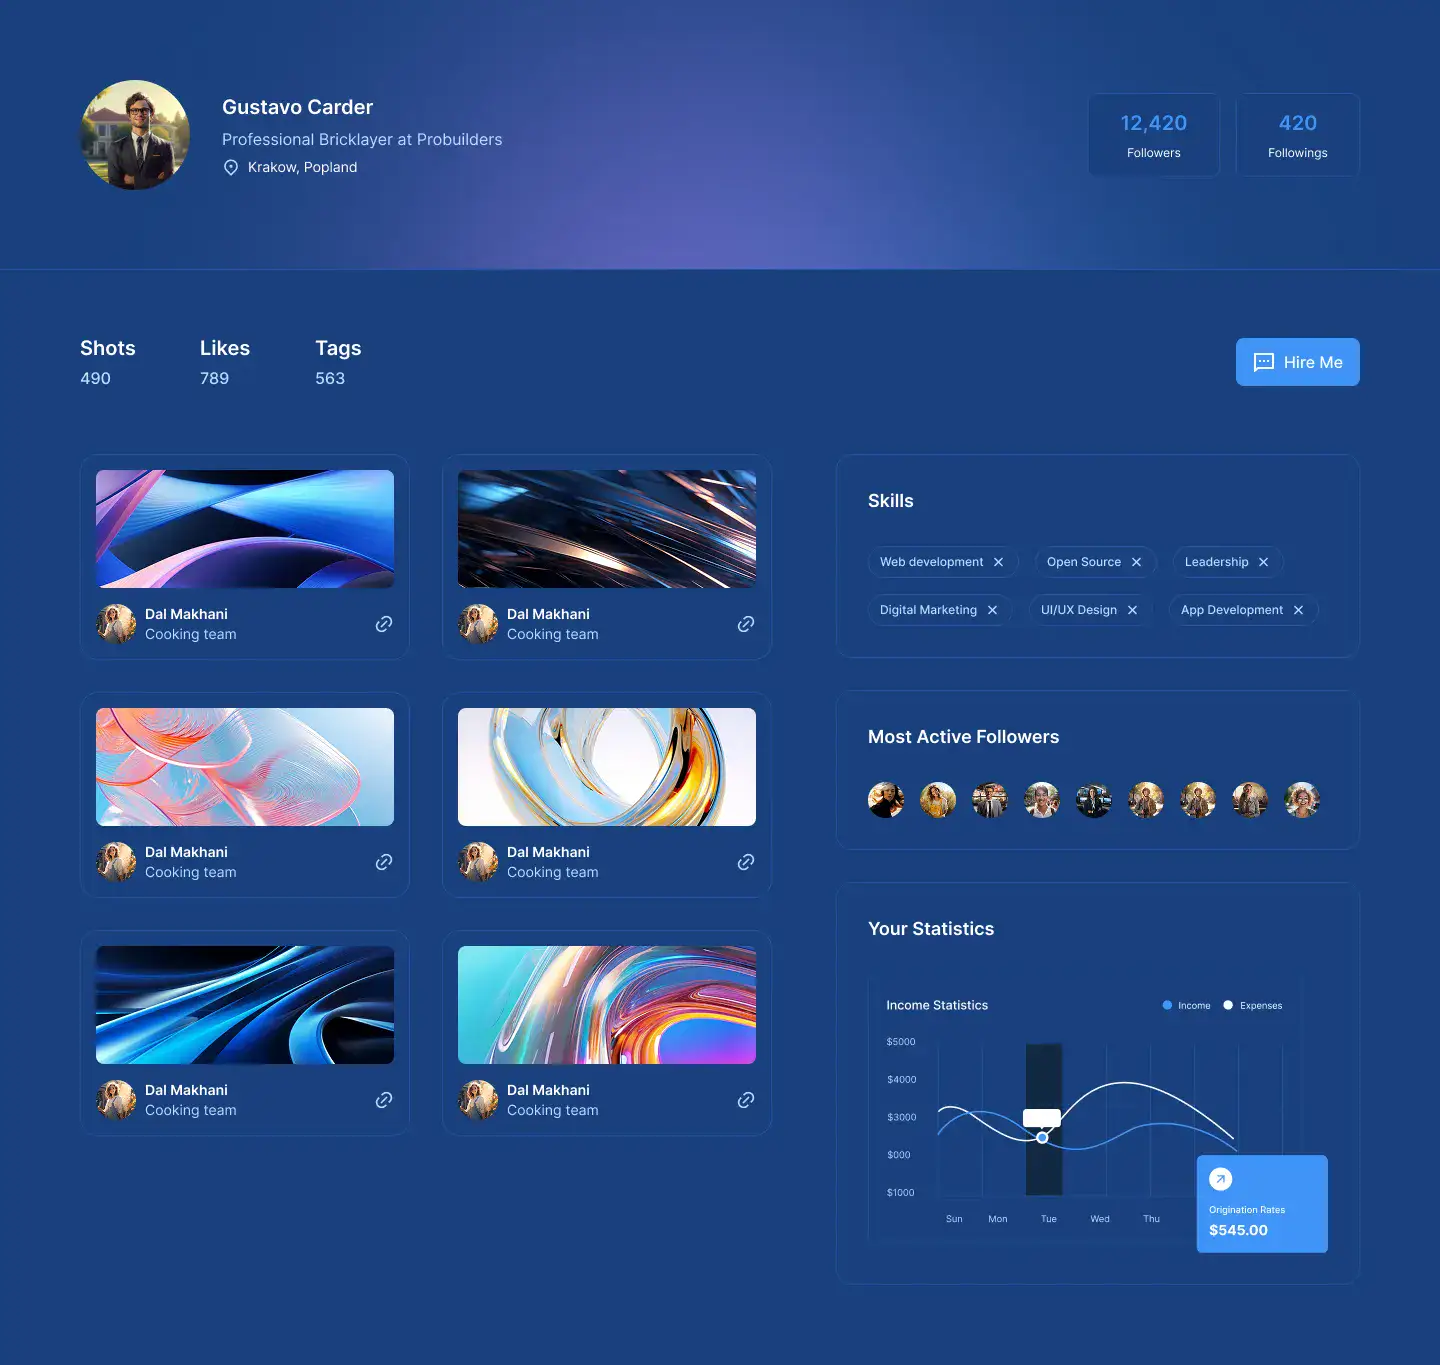 Gustavo Carder
Professional Bricklayer at Probuilders
Krakow, Popland
12,420
Followers
420
Followings
Shots
490
Likes
789
Tags
563
Hire Me
Dal Makhani
Cooking team
Dal Makhani
Cooking team
Dal Makhani
Cooking team
Dal Makhani
Cooking team
Dal Makhani
Cooking team
Dal Makhani
Cooking team
Skills
Web development
Open Source
Leadership
Digital Marketing
UI/UX Design
App Development
Most Active Followers
Your Statistics
Income Statistics
Income
Expenses
$5000
$4000
$3000
$000
$1000
Sun
Mon
Tue
Wed
Thu
Origination Rates
$545.00